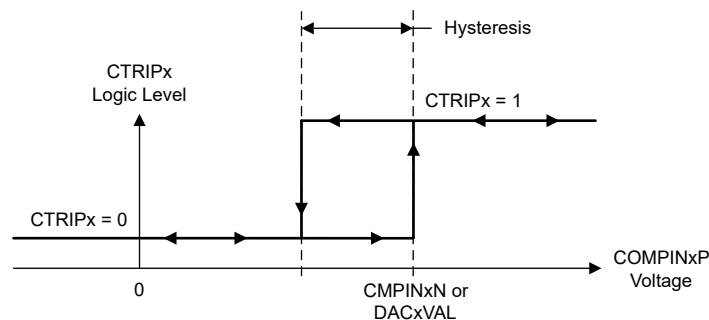 Hysteresis
CTRIPx
Logic Level
CTRIPx = 1
CTRIPx = 0
COMPINxP
Voltage
0
CMPINxN or
DACxVAL